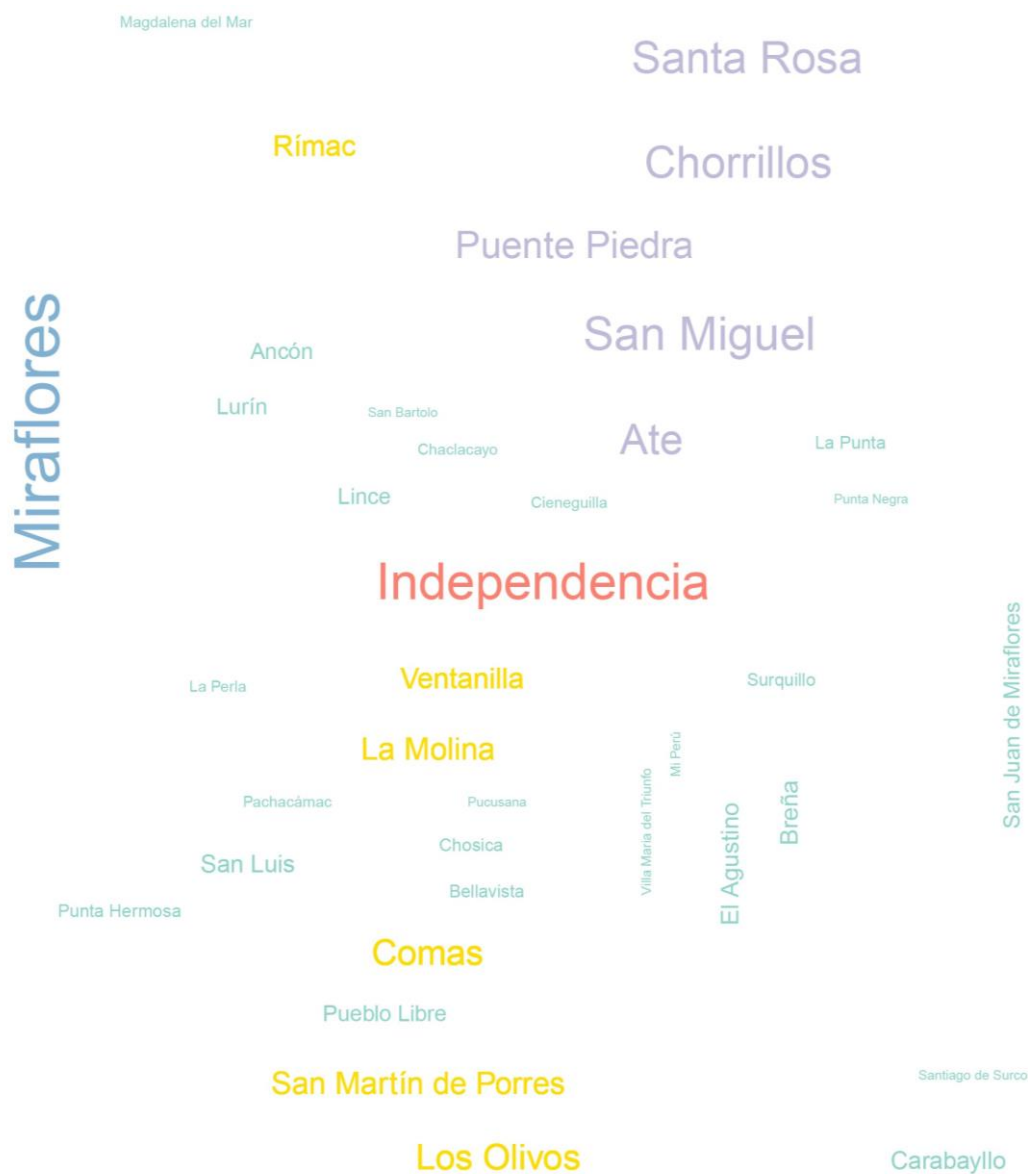 Magdalena del Mar
Santa Rosa
Rímac
Chorrillos
Puente Piedra
Miraflores
San Miguel
Ancón
Lurín
San Bartolo
Ate
La Punta
Chaclacayo
Lince
Cieneguilla
Punta Negra
Independencia
San Juan de Miraflores
La Perla
Ventanilla
Surquillo
La Molina
Mi Perú
Villa María del Triunfo
Pachacámac
Pucusana
El Agustino
Breña
Chosica
San Luis
Bellavista
Punta Hermosa
Comas
Pueblo Libre
San Martín de Porres
Santiago de Surco
Los Olivos
Carabayllo